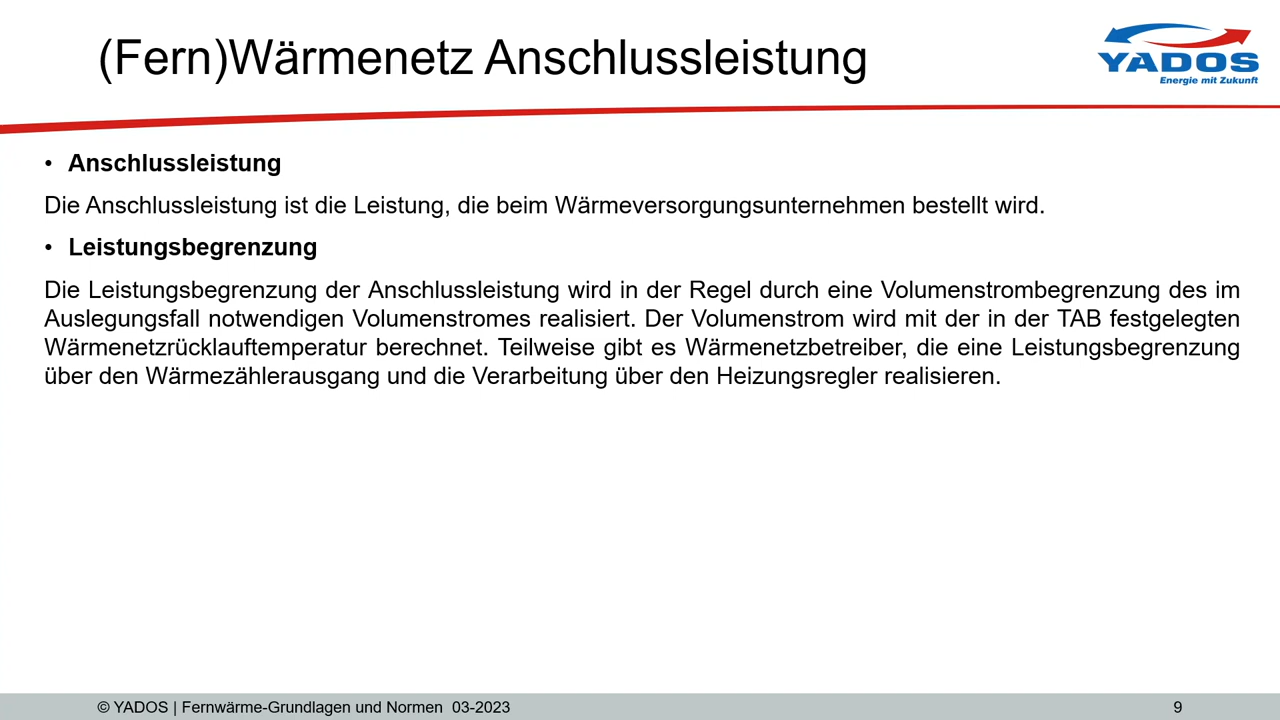 (Fern)Wärmenetz Anschlussleistung
YADOS
Energie mit Zukunft
• Anschlussleistung
Die Anschlussleistung ist die Leistung, die beim Wärmeversorgungsunternehmen bestellt wird.
• Leistungsbegrenzung
Die Leistungsbegrenzung der Anschlussleistung wird in der Regel durch eine Volumenstrombegrenzung des im
Auslegungsfall notwendigen Volumenstromes realisiert. Der Volumenstrom wird mit der in der TAB festgelegten
Wärmenetzrücklauftemperatur berechnet. Teilweise gibt es Wärmenetzbetreiber, die eine Leistungsbegrenzung
über den Wärmezählerausgang und die Verarbeitung über den Heizungsregler realisieren.
© YADOS | Fernwärme-Grundlagen und Normen 03-2023
9